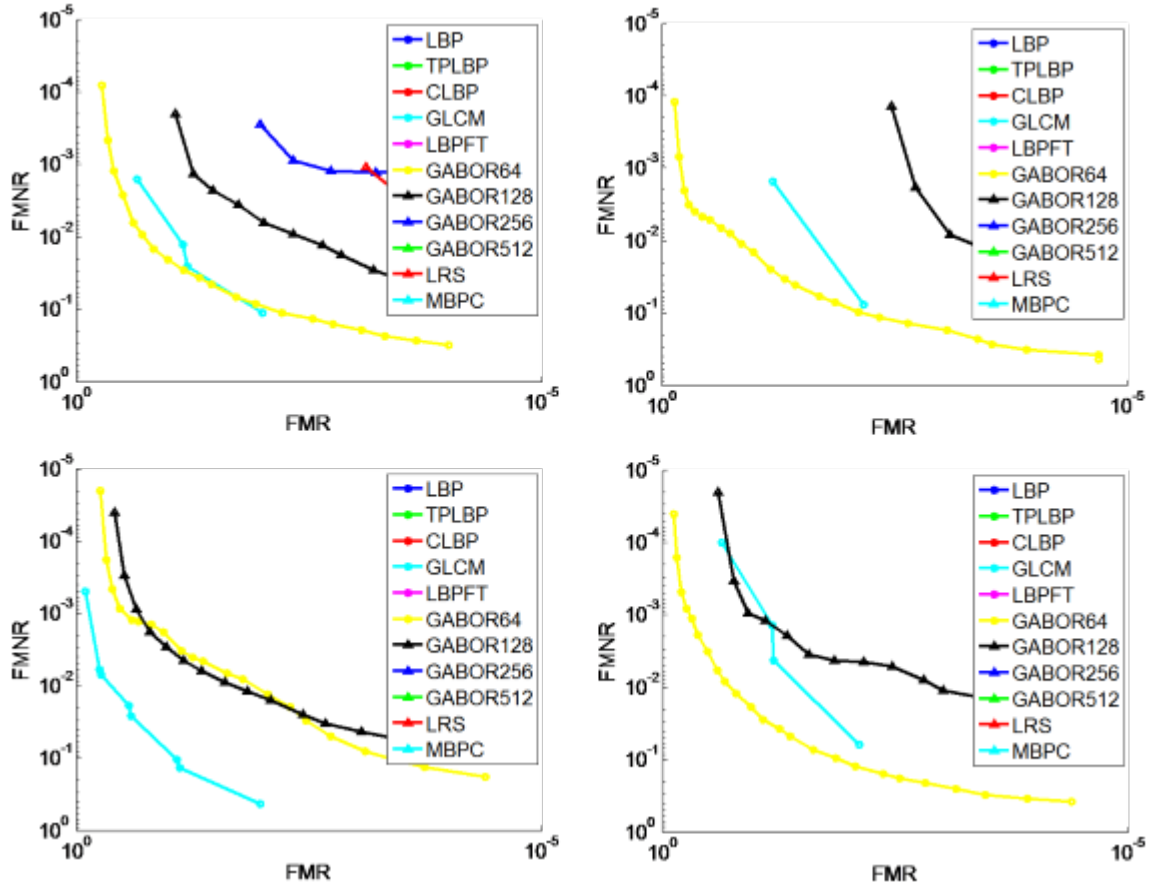 10^-5
10^-4
10^-3
10^-2
10^-1
10^0
FMNR
10^0
10^-5
FMR
LBP
TPLBP
CLBP
GLCM
LBPFT
GABOR64
GABOR128
GABOR256
GABOR512
LRS
MBPC
10^-5
10^-4
10^-3
10^-2
10^-1
10^0
FMNR
10^0
10^-5
FMR
LBP
TPLBP
CLBP
GLCM
LBPFT
GABOR64
GABOR128
GABOR256
GABOR512
LRS
MBPC
10^-5
10^-4
10^-3
10^-2
10^-1
10^0
FMNR
10^0
10^-5
FMR
LBP
TPLBP
CLBP
GLCM
LBPFT
GABOR64
GABOR128
GABOR256
GABOR512
LRS
MBPC
10^-5
10^-4
10^-3
10^-2
10^-1
10^0
FMNR
10^0
10^-5
FMR
LBP
TPLBP
CLBP
GLCM
LBPFT
GABOR64
GABOR128
GABOR256
GABOR512
LRS
MBPC